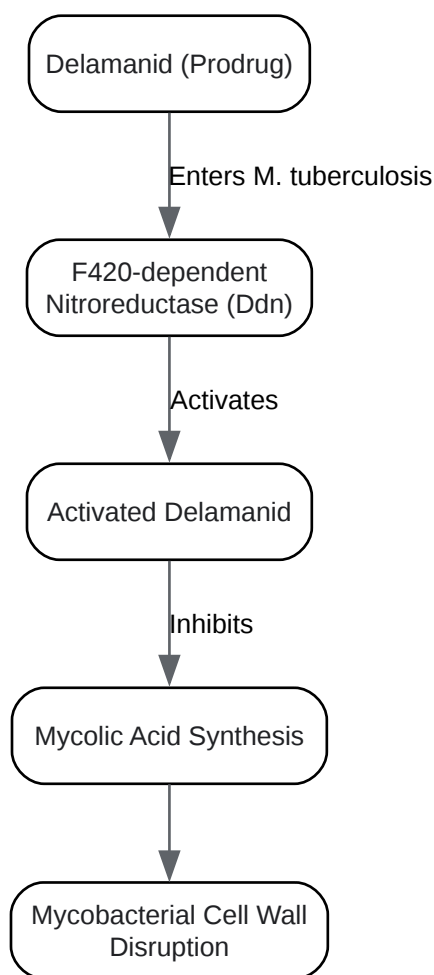 Delamanid (Prodrug)
Enters M. tuberculosis
F420-dependent
Nitroreductase (Ddn)
Activates
Activated Delamanid
Inhibits
Mycolic Acid Synthesis
Mycobacterial Cell Wall
Disruption